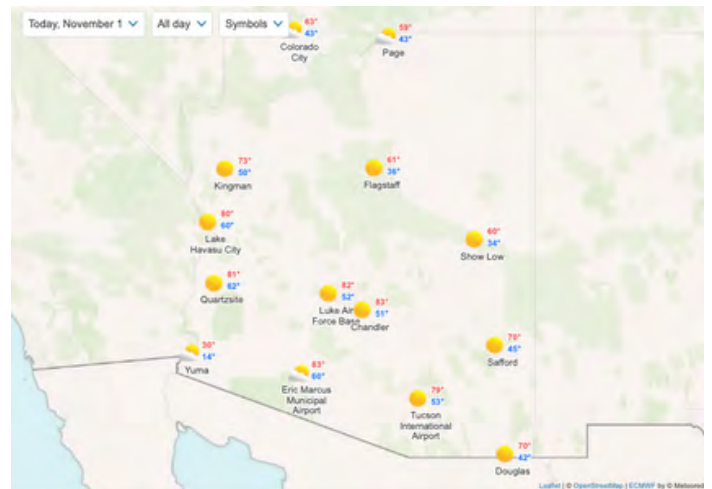 Today, November 1
All day
Symbols
63°
43°
Colorado
City
59°
43°
Page
73°
50°
Kingman
61°
36°
Flagstaff
80°
60°
Lake
Havasu City
60°
34°
Show Low
81°
62°
Quartzsite
82°
52°
Luke Air
Force Base
83°
51°
Chandler
30°
14°
Yuma
83°
60°
Eric Marcus
Municipal
Airport
70°
45°
Safford
79°
53°
Tucson
International
Airport
70°
42°
Douglas
Leaflet | © OpenStreetMap | ECMWF by © Meteored